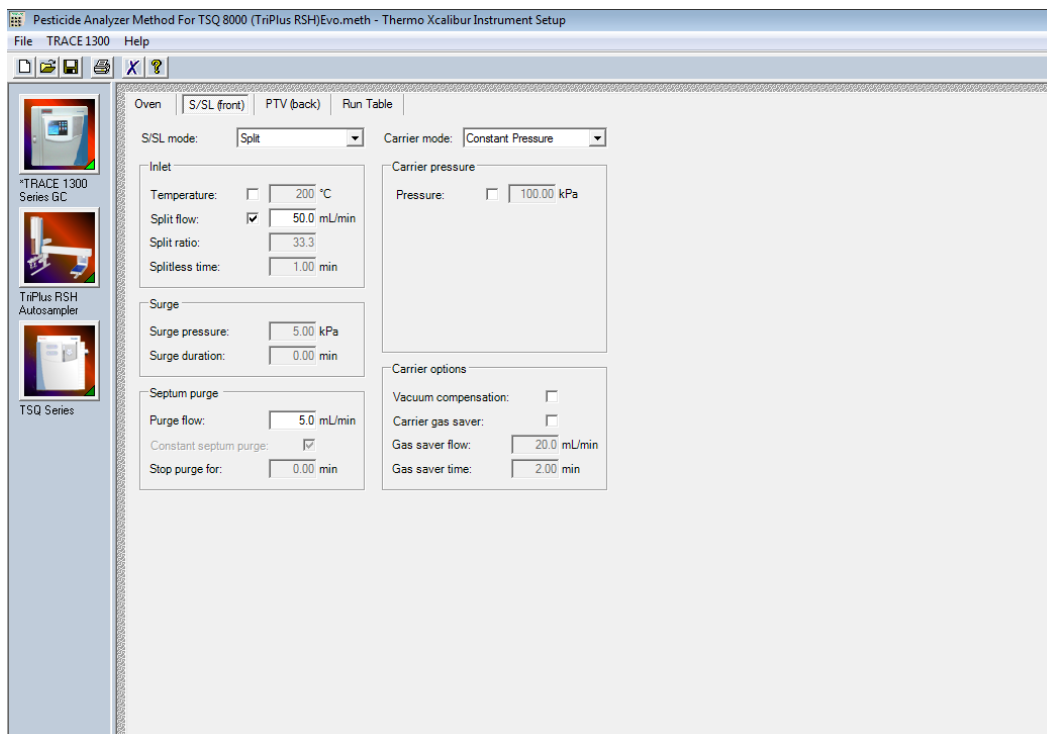 Pesticide Analyzer Method For TSQ 8000 (TriPlus RSH)Evo.meth - Thermo Xcalibur Instrument Setup
File TRACE 1300 Help
Oven S/SL (front) PTV (back) Run Table
S/SL mode: Split
Carrier mode: Constant Pressure
*TRACE 1300
Series GC
TriPlus RSH
Autosampler
TSQ Series
Inlet
Temperature: 200 °C
Split flow: 50.0 mL/min
Split ratio: 33.3
Splitless time: 1.00 min
Surge
Surge pressure: 5.00 kPa
Surge duration: 0.00 min
Septum purge
Purge flow: 5.0 mL/min
Constant septum purge:
Stop purge for: 0.00 min
Carrier pressure
Pressure: 100.00 kPa
Carrier options
Vacuum compensation:
Carrier gas saver:
Gas saver flow: 20.0 mL/min
Gas saver time: 2.00 min